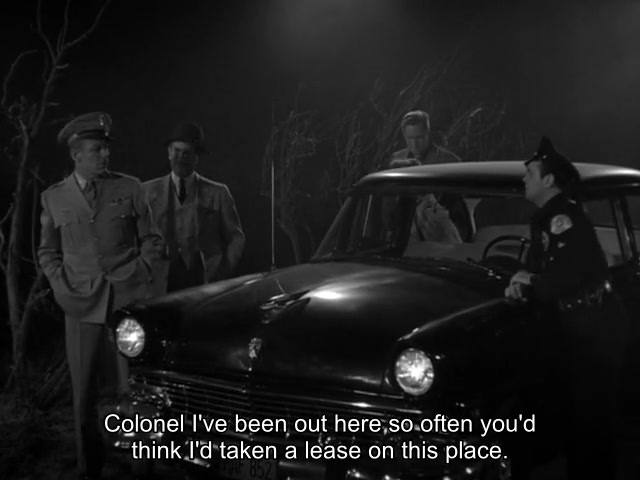 Colonel I've been out here so often you'd
think I'd taken a lease on this place.